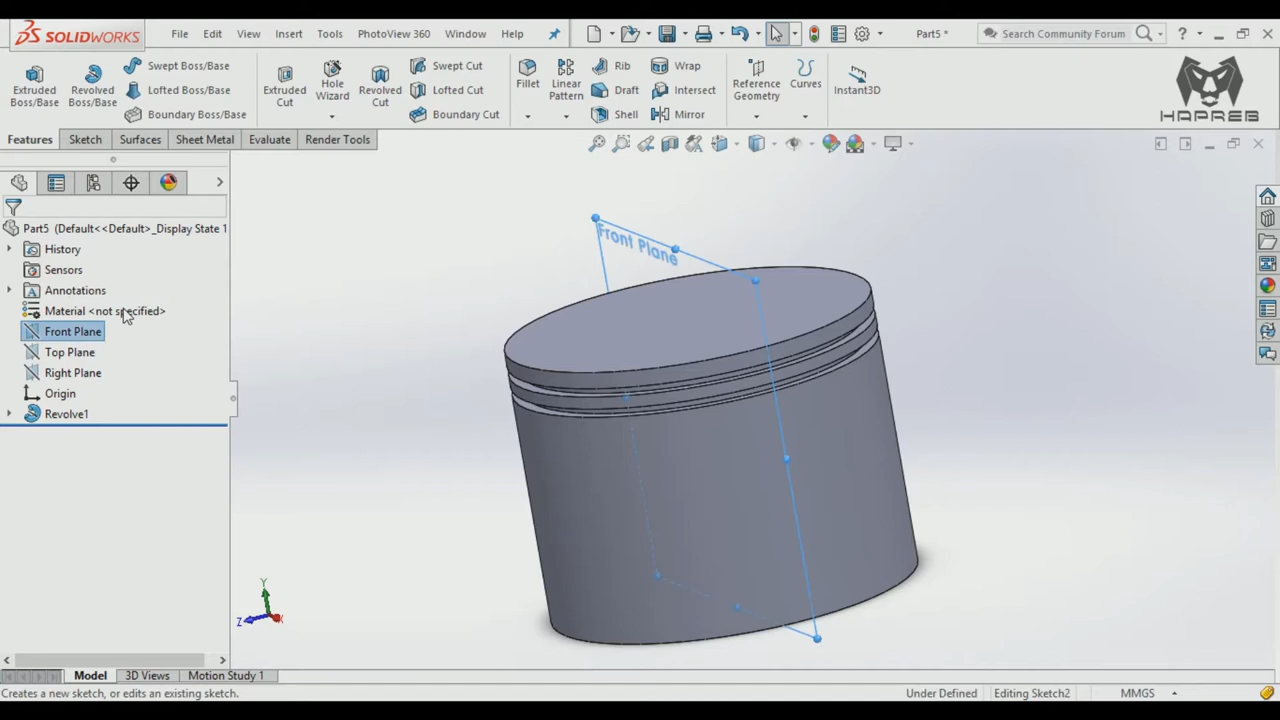 SOLIDWORKS File Edit View Insert Tools PhotoView 360 Window Help Part5 * Search Community Forum ?
Extruded Boss/Base Revolved Boss/Base Swept Boss/Base Lofted Boss/Base Boundary Boss/Base Extruded Cut Hole Wizard Revolved Cut Swept Cut Lofted Cut Boundary Cut Fillet Linear Pattern Rib Draft Shell Wrap Intersect Mirror Reference Geometry Curves Instant3D HAPREB
Features Sketch Surfaces Sheet Metal Evaluate Render Tools
Part5 (Default<<Default>_Display State 1
History
Sensors
Annotations
Material <not specified>
Front Plane
Top Plane
Right Plane
Origin
Revolve1
Front Plane
Y
Z X
Model 3D Views Motion Study 1
Creates a new sketch, or edits an existing sketch. Under Defined Editing Sketch2 MMGS